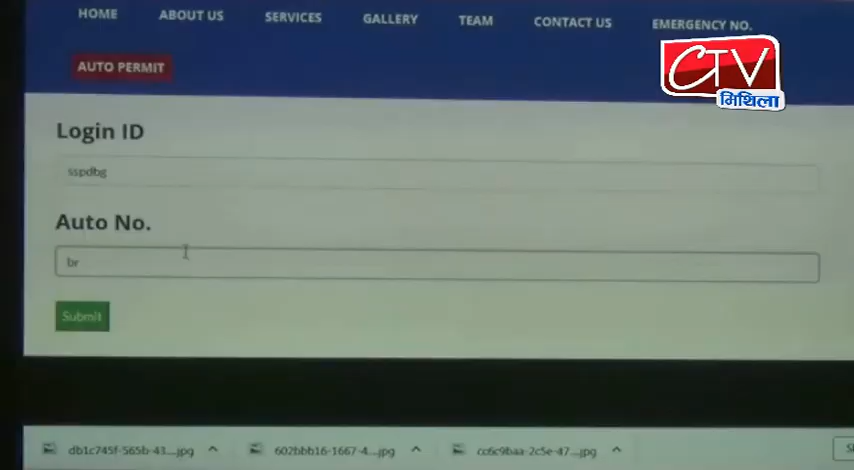 HOME ABOUT US SERVICES GALLERY TEAM CONTACT US EMERGENCY NO.
CTV
मिथिला
AUTO PERMIT
Login ID
sspdbg
Auto No.
br
Submit
db1c745f-565b-43....jpg 602bbb16-1667-4....jpg cc6c9baa-2c5e-47....jpg